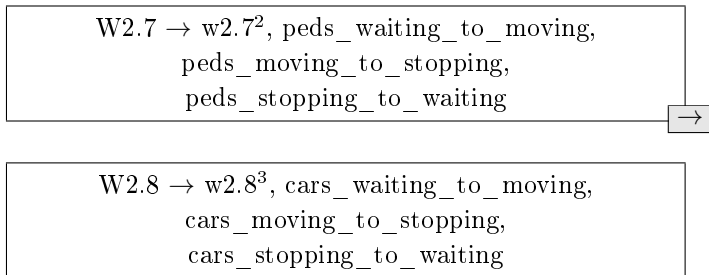 W2.7 → w2.7², peds_waiting_to_moving,
peds_moving_to_stopping,
peds_stopping_to_waiting
→
W2.8 → w2.8³, cars_waiting_to_moving,
cars_moving_to_stopping,
cars_stopping_to_waiting